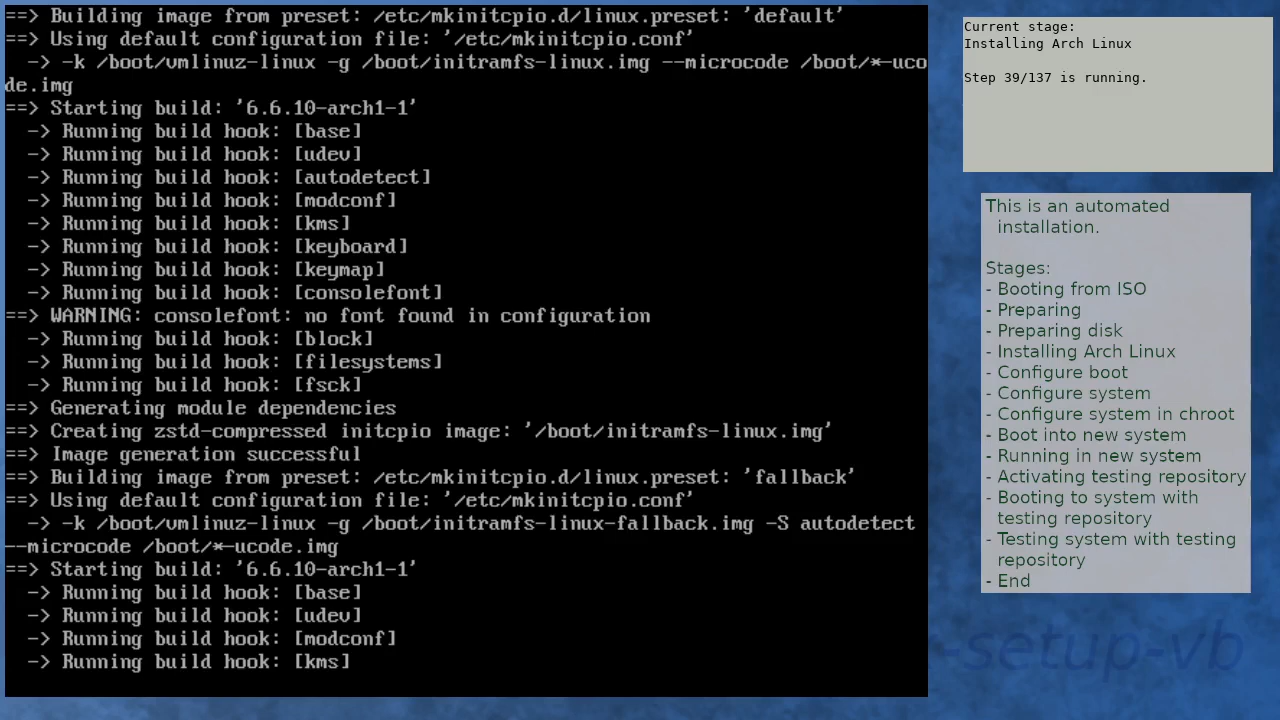 ==> Building image from preset: /etc/mkinitcpio.d/linux.preset: 'default'
==> Using default configuration file: '/etc/mkinitcpio.conf'
  -> -k /boot/vmlinuz-linux -g /boot/initramfs-linux.img --microcode /boot/*-uco
de.img
==> Starting build: '6.6.10-arch1-1'
  -> Running build hook: [base]
  -> Running build hook: [udev]
  -> Running build hook: [autodetect]
  -> Running build hook: [modconf]
  -> Running build hook: [kms]
  -> Running build hook: [keyboard]
  -> Running build hook: [keymap]
  -> Running build hook: [consolefont]
==> WARNING: consolefont: no font found in configuration
  -> Running build hook: [block]
  -> Running build hook: [filesystems]
  -> Running build hook: [fsck]
==> Generating module dependencies
==> Creating zstd-compressed initcpio image: '/boot/initramfs-linux.img'
==> Image generation successful
==> Building image from preset: /etc/mkinitcpio.d/linux.preset: 'fallback'
==> Using default configuration file: '/etc/mkinitcpio.conf'
  -> -k /boot/vmlinuz-linux -g /boot/initramfs-linux-fallback.img -S autodetect
--microcode /boot/*-ucode.img
==> Starting build: '6.6.10-arch1-1'
  -> Running build hook: [base]
  -> Running build hook: [udev]
  -> Running build hook: [modconf]
  -> Running build hook: [kms]
Current stage:
Installing Arch Linux
Step 39/137 is running.
This is an automated
installation.
Stages:
- Booting from ISO
- Preparing
- Preparing disk
- Installing Arch Linux
- Configure boot
- Configure system
- Configure system in chroot
- Boot into new system
- Running in new system
- Activating testing repository
- Booting to system with
testing repository
- Testing system with testing
repository
- End
-setup-vb